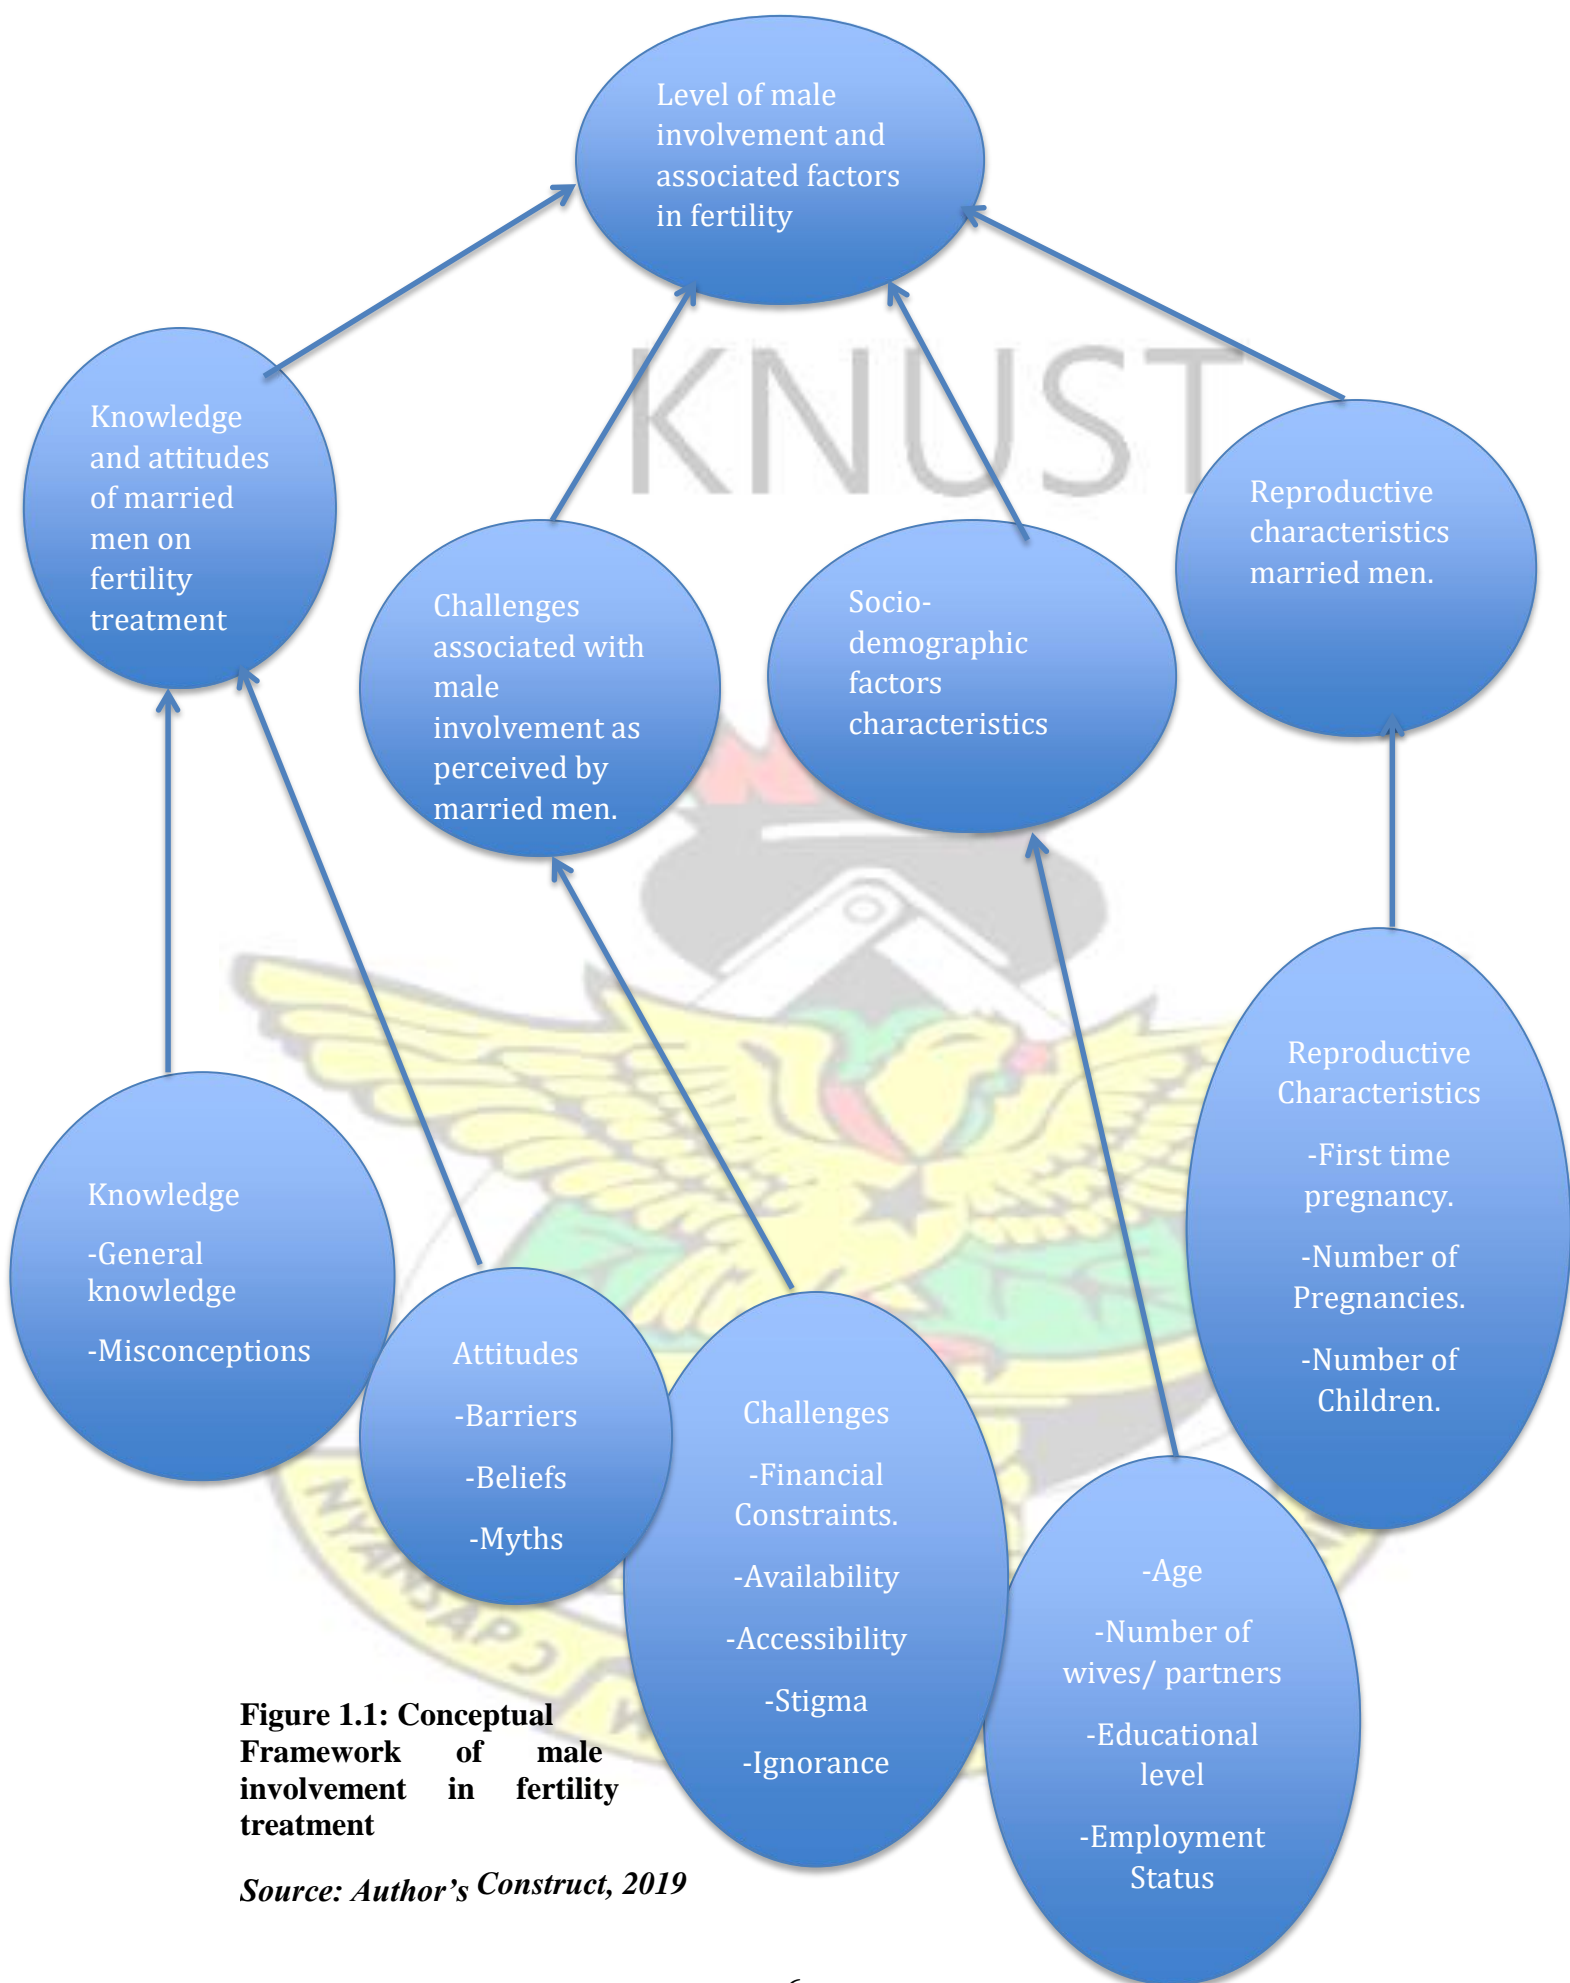 Level of male
involvement and
associated factors
in fertility
KNUST
Knowledge
and attitudes
of married
men on
fertility
treatment
Challenges
associated with
male
involvement as
perceived by
married men.
Socio-
demographic
factors
characteristics
Reproductive
characteristics
married men.
Knowledge
-General
knowledge
-Misconceptions
Attitudes
-Barriers
-Beliefs
-Myths
Challenges
-Financial
Constraints.
-Availability
-Accessibility
-Stigma
-Ignorance
-Age
-Number of
wives/ partners
-Educational
level
-Employment
Status
Reproductive
Characteristics
-First time
pregnancy.
-Number of
Pregnancies.
-Number of
Children.
NYANSAPƆ
Figure 1.1: Conceptual
Framework of male
involvement in fertility
treatment
Source: Author's Construct, 2019